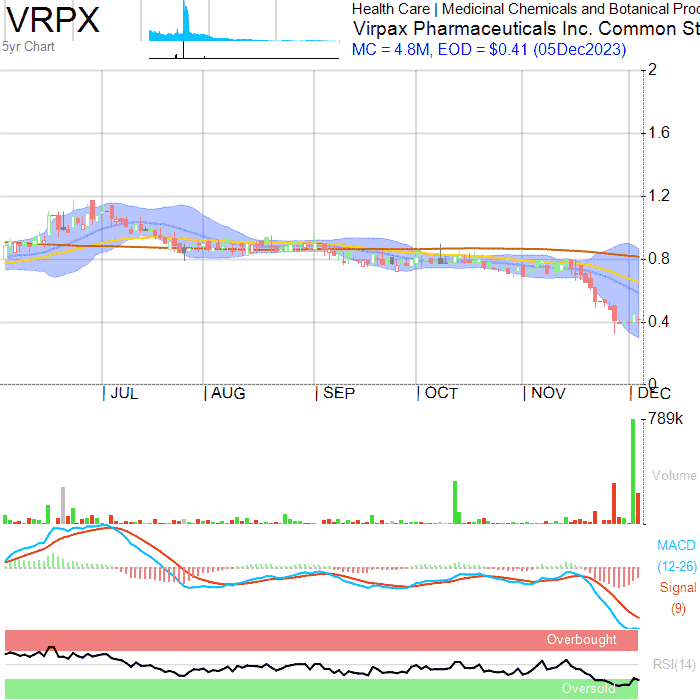 VRPX
5yr Chart
Health Care | Medicinal Chemicals and Botanical Proc
Virpax Pharmaceuticals Inc. Common St
MC = 4.8M, EOD = $0.41 (05Dec2023)
2
1.6
1.2
0.8
0.4
0
JUL AUG SEP OCT NOV DEC
789k
Volume
MACD
(12-26)
Signal
(9)
Overbought
RSI(14)
Oversold